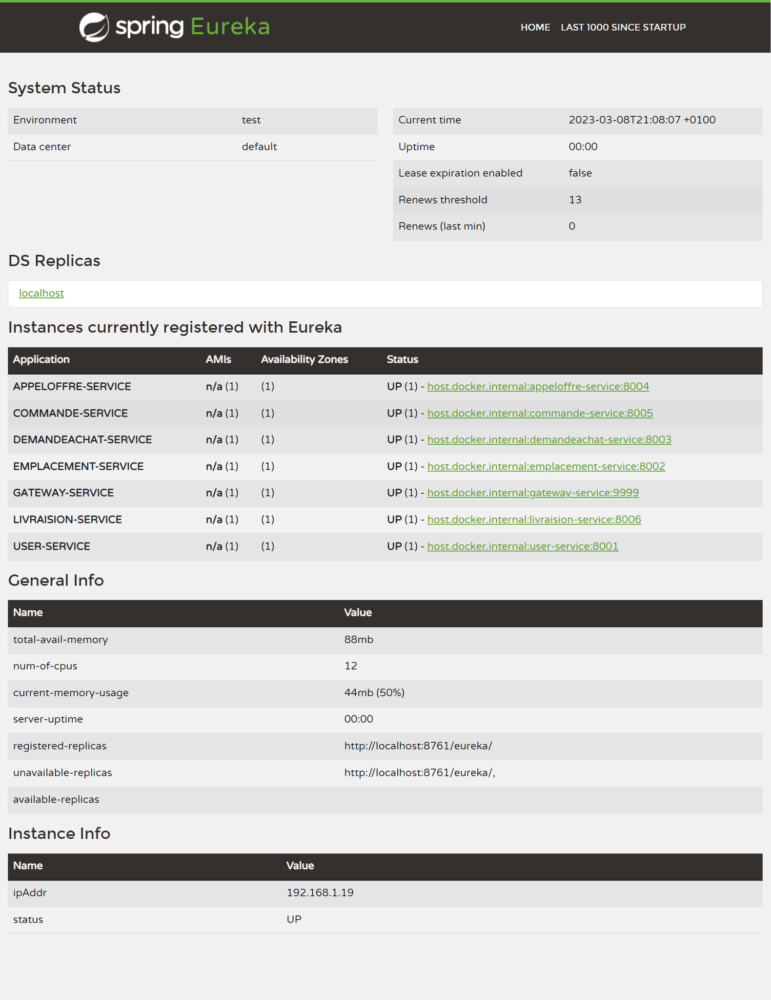 spring Eureka
HOME LAST 1000 SINCE STARTUP
System Status
Environment test
Data center default
Current time 2023-03-08T21:08:07 +0100
Uptime 00:00
Lease expiration enabled false
Renews threshold 13
Renews (last min) 0
DS Replicas
localhost
Instances currently registered with Eureka
Application AMIs Availability Zones Status
APPELOFFRE-SERVICE n/a (1) (1) UP (1) - host.docker.internal:appeloffre-service:8004
COMMANDE-SERVICE n/a (1) (1) UP (1) - host.docker.internal:commande-service:8005
DEMANDEACHAT-SERVICE n/a (1) (1) UP (1) - host.docker.internal:demandeachat-service:8003
EMPLACEMENT-SERVICE n/a (1) (1) UP (1) - host.docker.internal:emplacement-service:8002
GATEWAY-SERVICE n/a (1) (1) UP (1) - host.docker.internal:gateway-service:9999
LIVRAISION-SERVICE n/a (1) (1) UP (1) - host.docker.internal:livraision-service:8006
USER-SERVICE n/a (1) (1) UP (1) - host.docker.internal:user-service:8001
General Info
Name Value
total-avail-memory 88mb
num-of-cpus 12
current-memory-usage 44mb (50%)
server-uptime 00:00
registered-replicas http://localhost:8761/eureka/
unavailable-replicas http://localhost:8761/eureka/,
available-replicas
Instance Info
Name Value
ipAddr 192.168.1.19
status UP